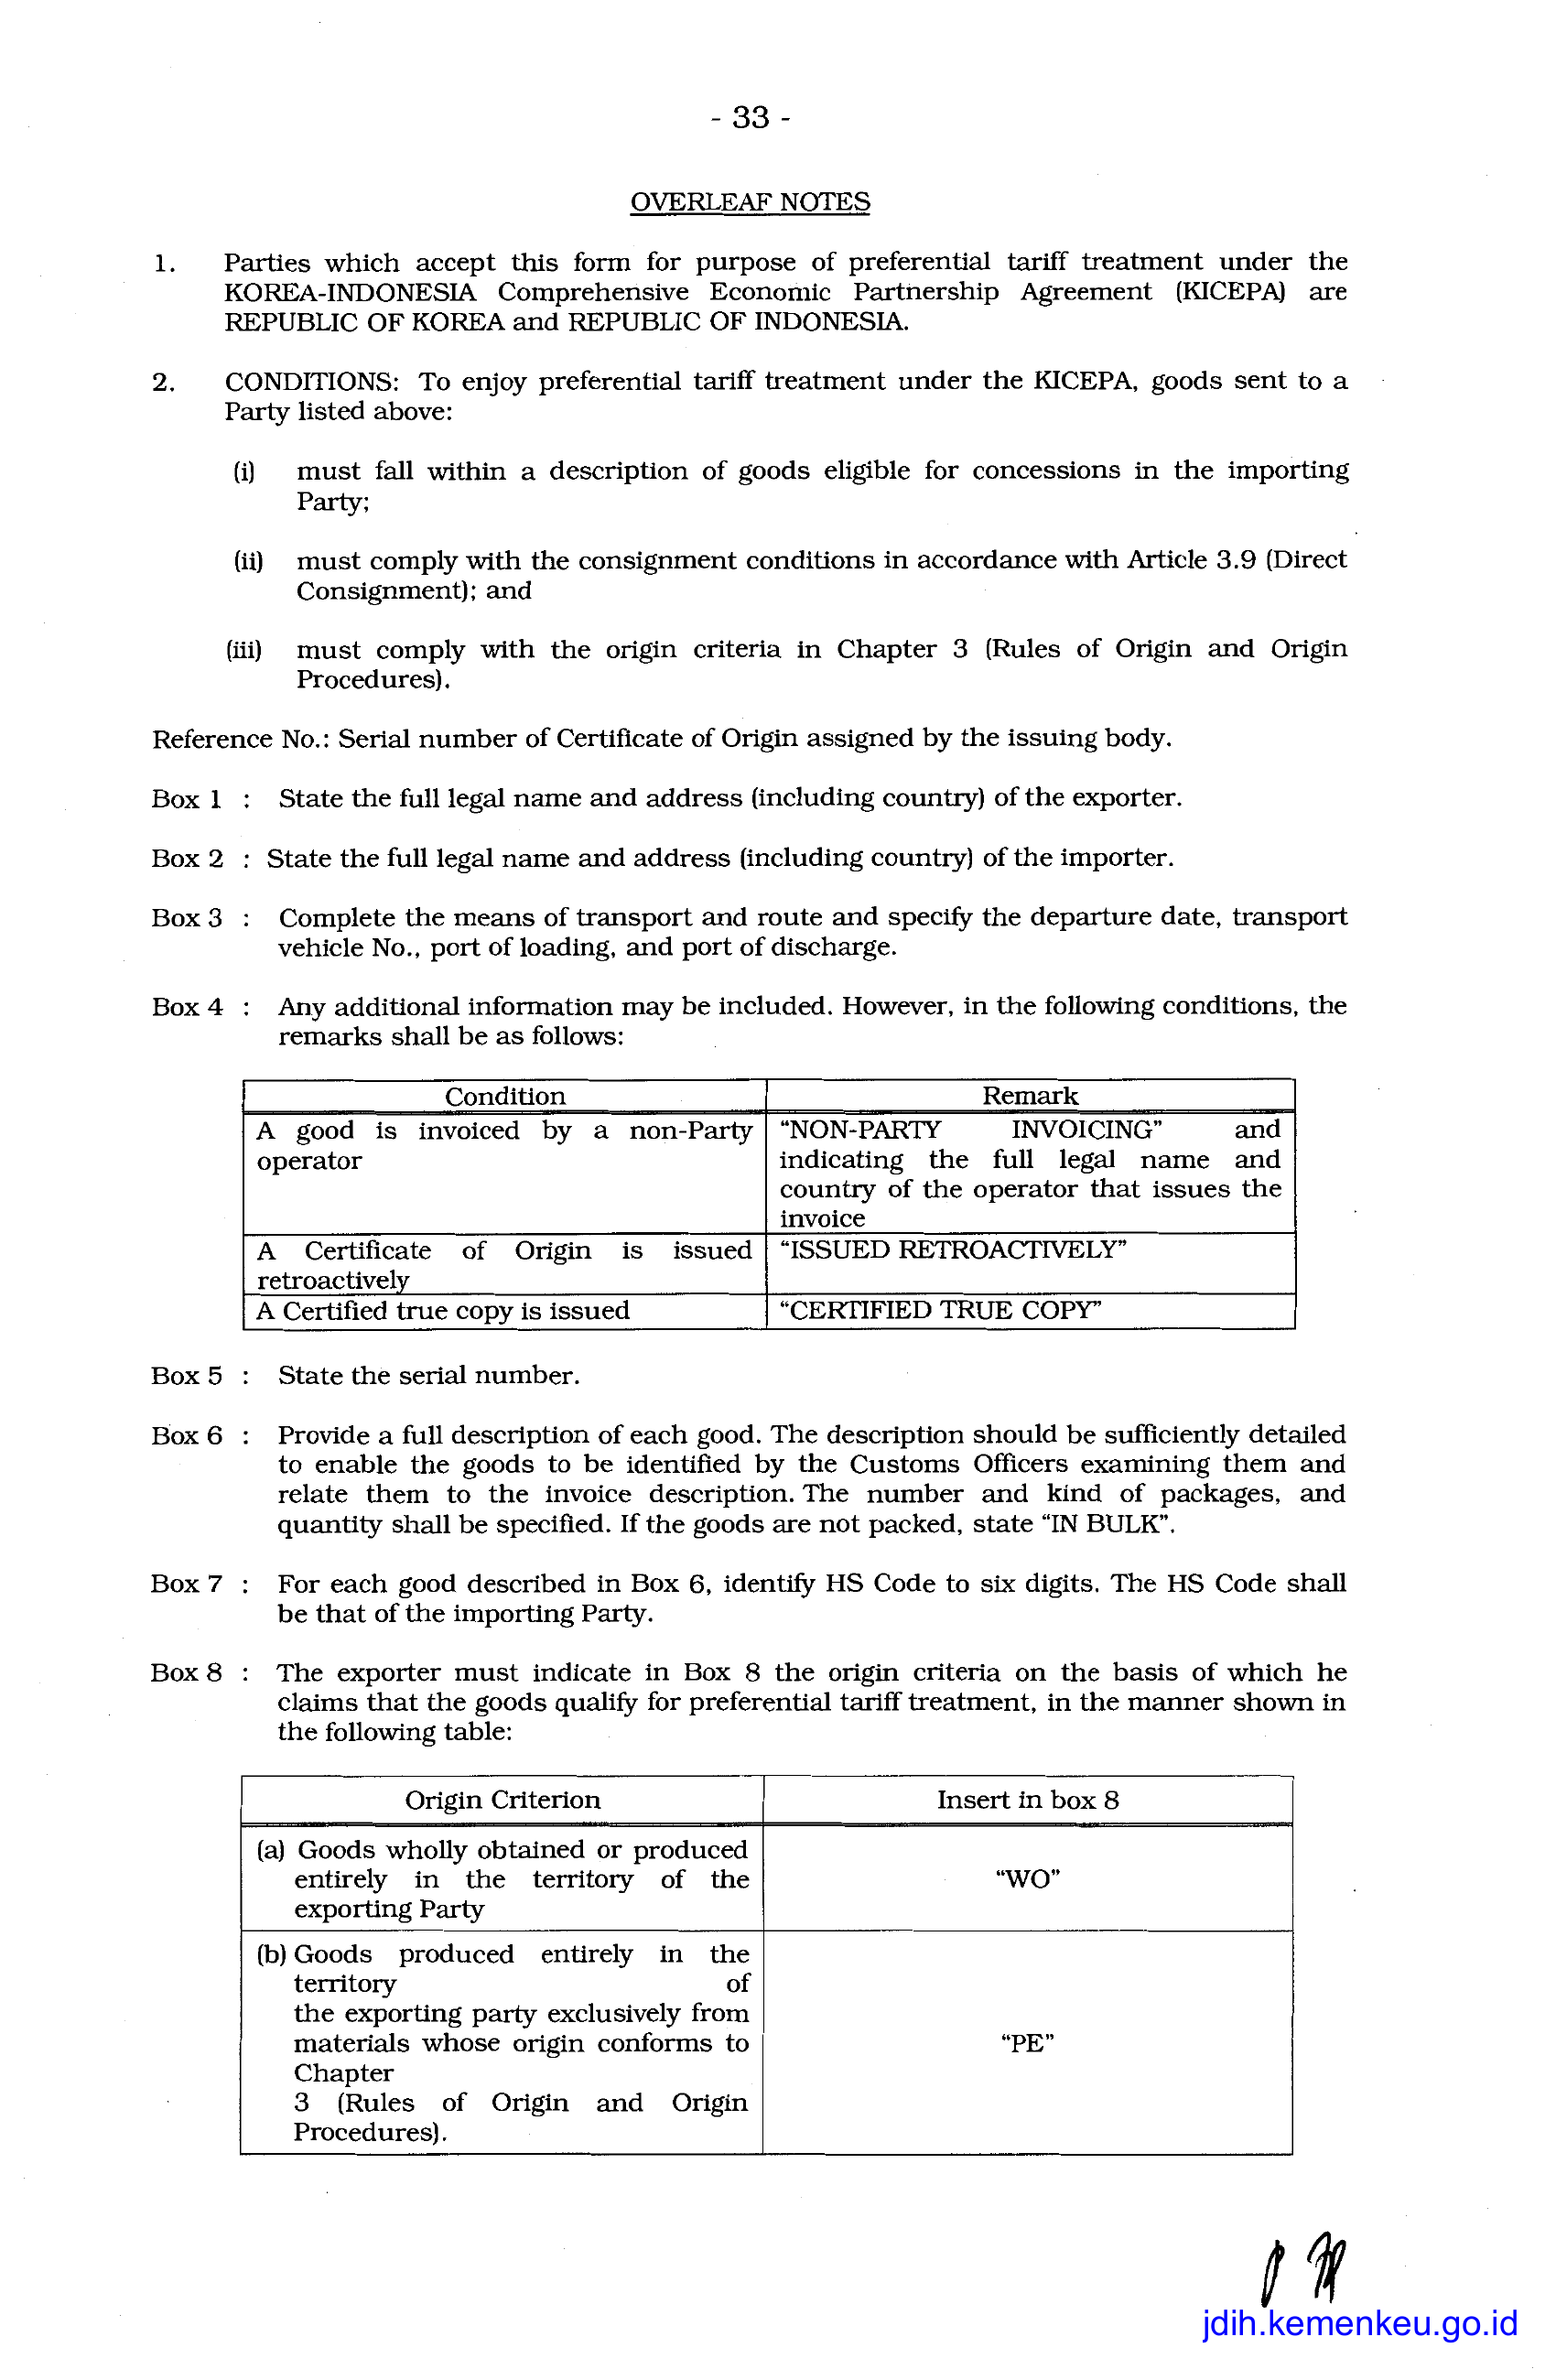 - 33 -
OVERLEAF NOTES
1. Parties which accept this form for purpose of preferential tariff treatment under the
KOREA-INDONESIA Comprehensive Economic Partnership Agreement (KICEPA) are
REPUBLIC OF KOREA and REPUBLIC OF INDONESIA.
2. CONDITIONS: To enjoy preferential tariff treatment under the KICEPA, goods sent to a
Party listed above:
(i) must fall within a description of goods eligible for concessions in the importing
Party;
(ii) must comply with the consignment conditions in accordance with Article 3.9 (Direct
Consignment); and
(iii) must comply with the origin criteria in Chapter 3 (Rules of Origin and Origin
Procedures).
Reference No.: Serial number of Certificate of Origin assigned by the issuing body.
Box 1 : State the full legal name and address (including country) of the exporter.
Box 2 : State the full legal name and address (including country) of the importer.
Box 3 : Complete the means of transport and route and specify the departure date, transport
vehicle No., port of loading, and port of discharge.
Box 4 : Any additional information may be included. However, in the following conditions, the
remarks shall be as follows:
Condition Remark
A good is invoiced by a non-Party "NON-PARTY INVOICING" and
operator indicating the full legal name and
country of the operator that issues the
invoice
A Certificate of Origin is issued "ISSUED RETROACTIVELY"
retroactively
A Certified true copy is issued "CERTIFIED TRUE COPY"
Box 5 : State the serial number.
Box 6 : Provide a full description of each good. The description should be sufficiently detailed
to enable the goods to be identified by the Customs Officers examining them and
relate them to the invoice description. The number and kind of packages, and
quantity shall be specified. If the goods are not packed, state "IN BULK".
Box 7 : For each good described in Box 6, identify HS Code to six digits. The HS Code shall
be that of the importing Party.
Box 8 : The exporter must indicate in Box 8 the origin criteria on the basis of which he
claims that the goods qualify for preferential tariff treatment, in the manner shown in
the following table:
Origin Criterion Insert in box 8
(a) Goods wholly obtained or produced
entirely in the territory of the "WO"
exporting Party
(b) Goods produced entirely in the
territory of
the exporting party exclusively from
materials whose origin conforms to "PE"
Chapter
3 (Rules of Origin and Origin
Procedures).
jdih.kemenkeu.go.id